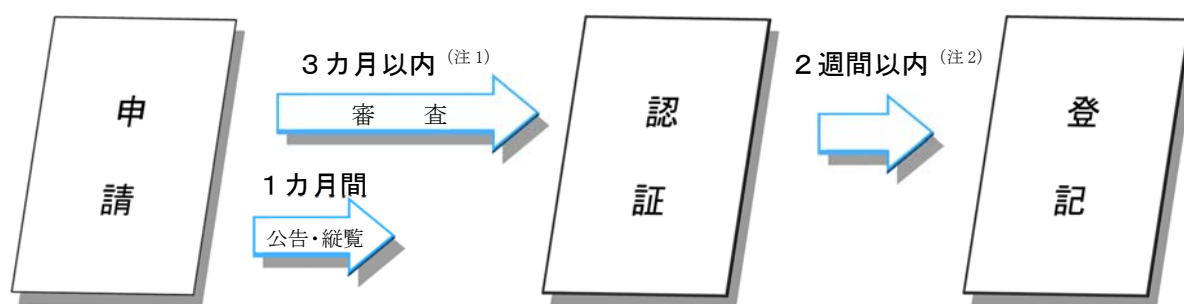 申請
3カ月以内(注1)
審査
1カ月間
公告・縦覧
認証
2週間以内(注2)
登記